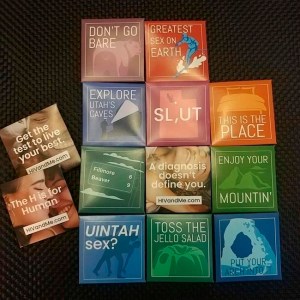 DON'T GO
BARE
GREATEST
SEX ON
EARTH
EXPLORE
UTAH'S
CAVES
SL,UT
THIS IS THE
PLACE
Get the
test to live
your best.
HIVandMe.com
The H is for
Human
HIVandMe.com
Fillmore 6
Beaver 9
A diagnosis
doesn't
define you.
HIVandMe.com
ENJOY YOUR
MOUNTIN'
UINTAH
sex?
TOSS THE
JELLO SALAD
PUT YOUR